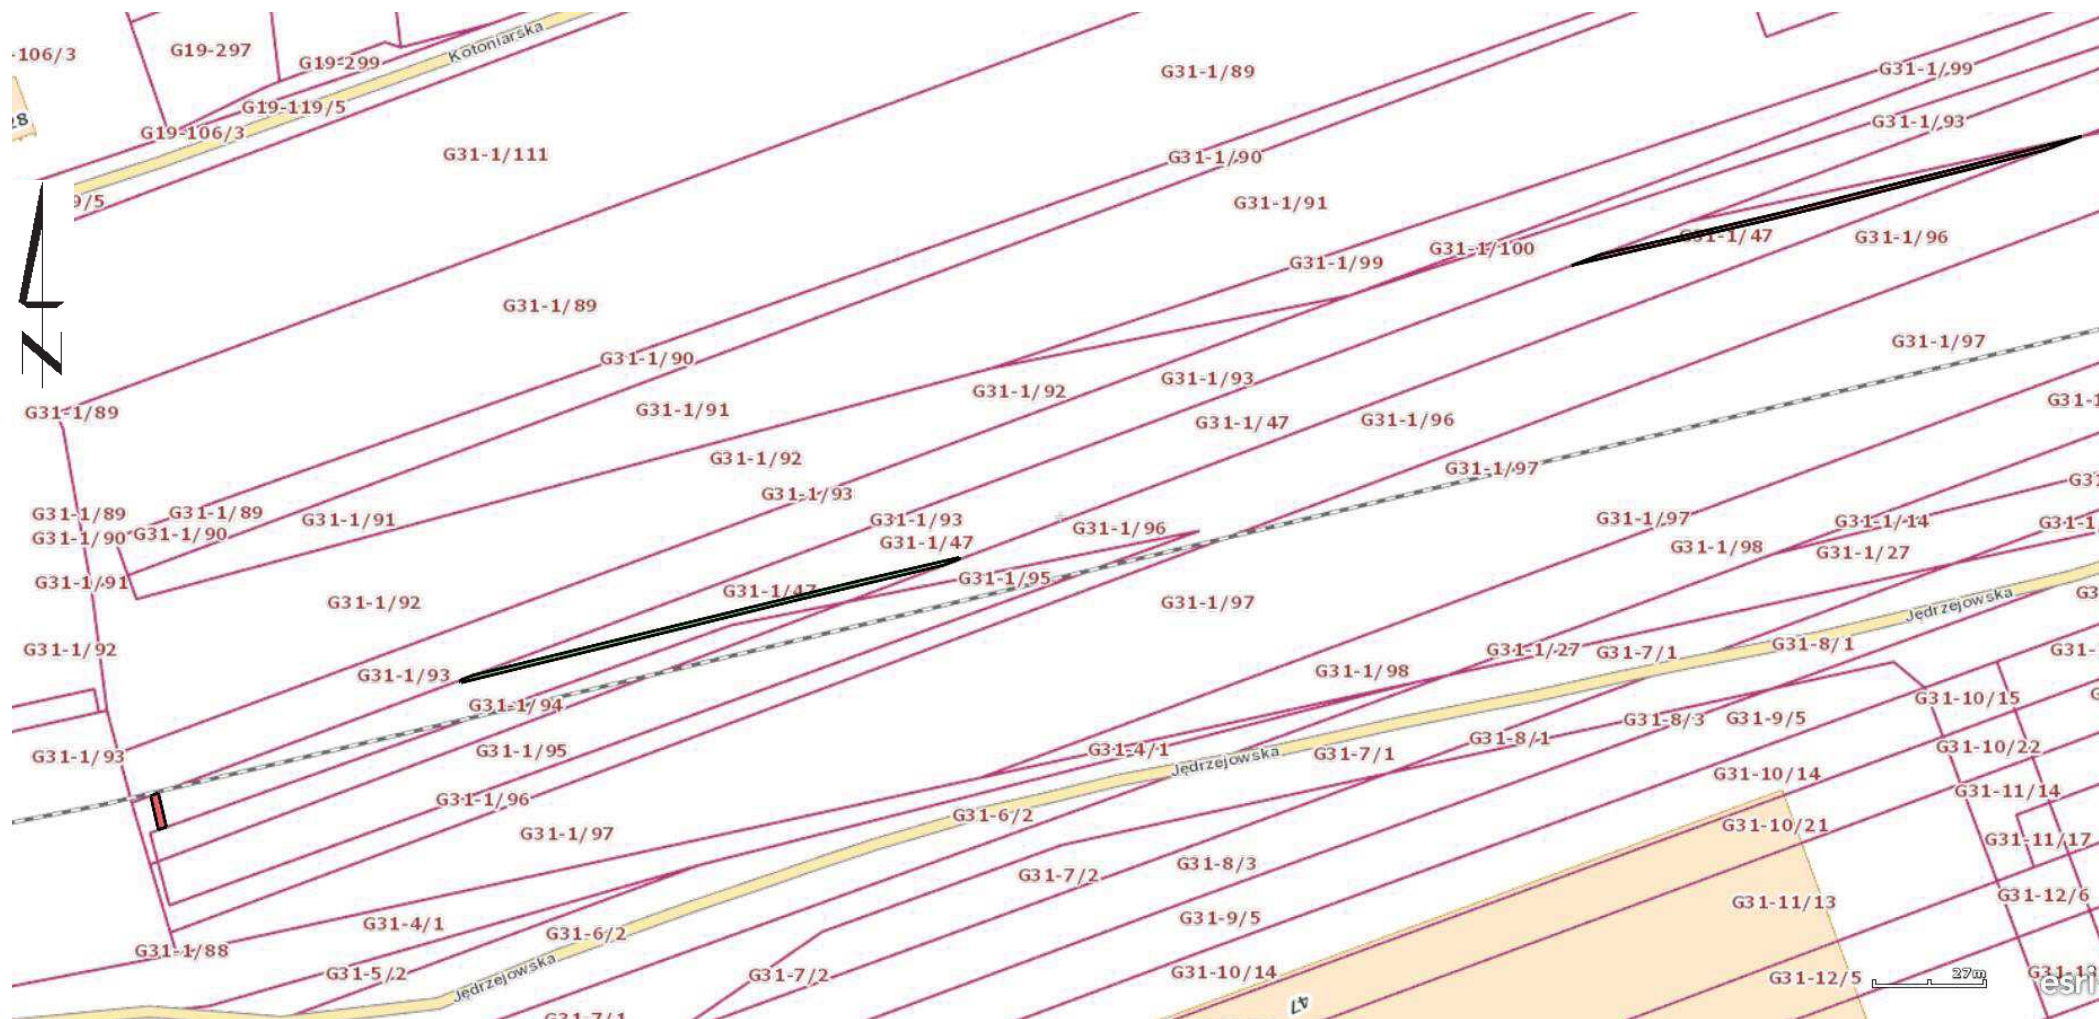 -106/3
G19-297
G19-299
Kotoniarska
G31-1/89
G31-1/99
28
G19-119/5
G31-1/93
G19-106/3
G31-1/111
G31-1/90
9/5
G31-1/91
G31-1/47
G31-1/96
G31-1/100
G31-1/99
G31-1/89
N
G31-1/97
G31-1/90
G31-1/93
G31-1/92
G31-1/91
G31-1/89
G31-1/47
G31-1/96
G31-1/92
G31-1/97
G31-1/93
G31-1/89
G31-1/89
G31-1/91
G31-1/93
G31-1/96
G31-1/97
G31-1/14
G31-1/90
G31-1/90
G31-1/47
G31-1/98
G31-1/27
G31-1/91
G31-1/95
G31-1/47
G31-1/92
G31-1/97
Jędrzejowska
G31-1/92
G31-1/27
G31-7/1
G31-8/1
G31-1/93
G31-1/98
G31-10/15
G31-1/94
G31-8/3
G31-9/5
G31-8/1
G31-10/22
G31-1/93
G31-1/95
G31-4/1
Jędrzejowska
G31-7/1
G31-10/14
G31-11/14
G31-1/96
G31-6/2
G31-10/21
G31-1/97
G31-11/17
G31-8/3
G31-7/2
G31-12/6
G31-11/13
G31-9/5
G31-4/1
G31-6/2
G31-1/88
G31-5/2
Jędrzejowska
G31-7/2
G31-10/14
G31-12/5
27m
esri
47
G31-7/1